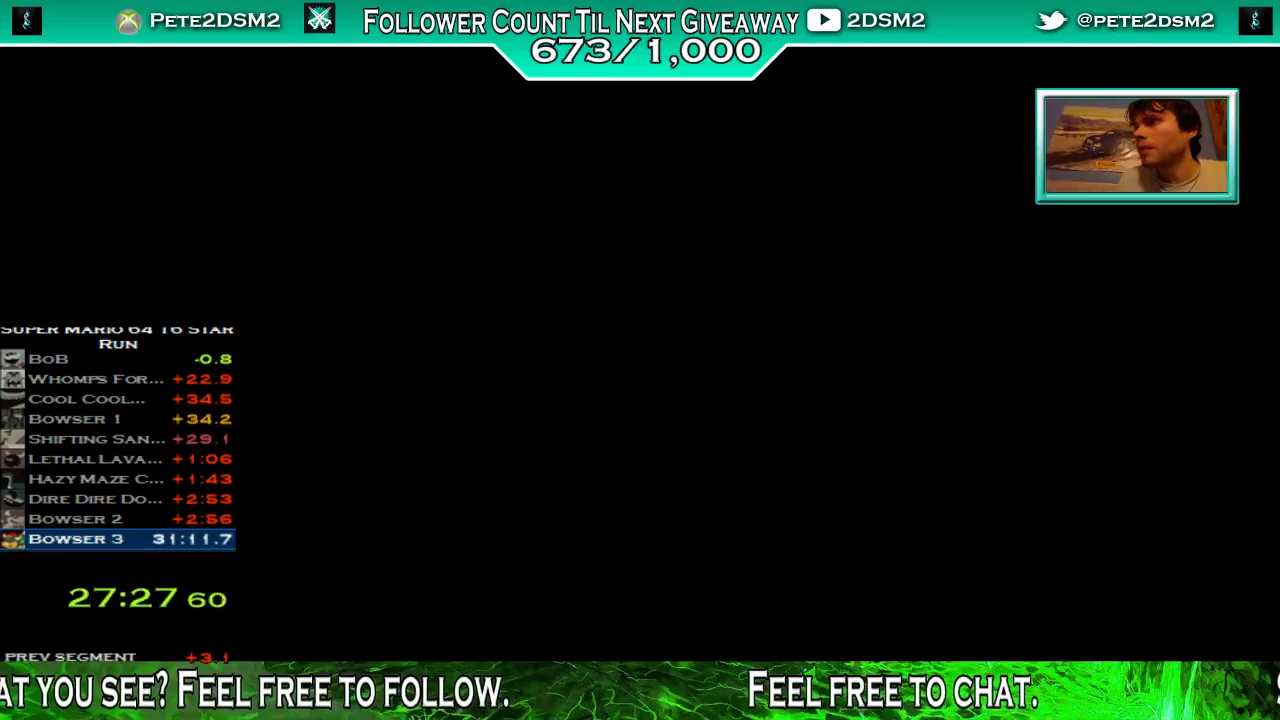 Pete2DSM2
Follower Count Til Next Giveaway
2DSM2
@pete2dsm2
673/1,000
Super Mario 64 16 Star
Run
BoB -0.8
Whomps For... +22.9
Cool Cool... +34.5
Bowser 1 +34.2
Shifting San... +29.1
Lethal Lava... +1:06
Hazy Maze C... +1:43
Dire Dire Do... +2:53
Bowser 2 +2:56
Bowser 3 31:11.7
27:27 60
Prev Segment +3.1
at you see? Feel free to follow. Feel free to chat.